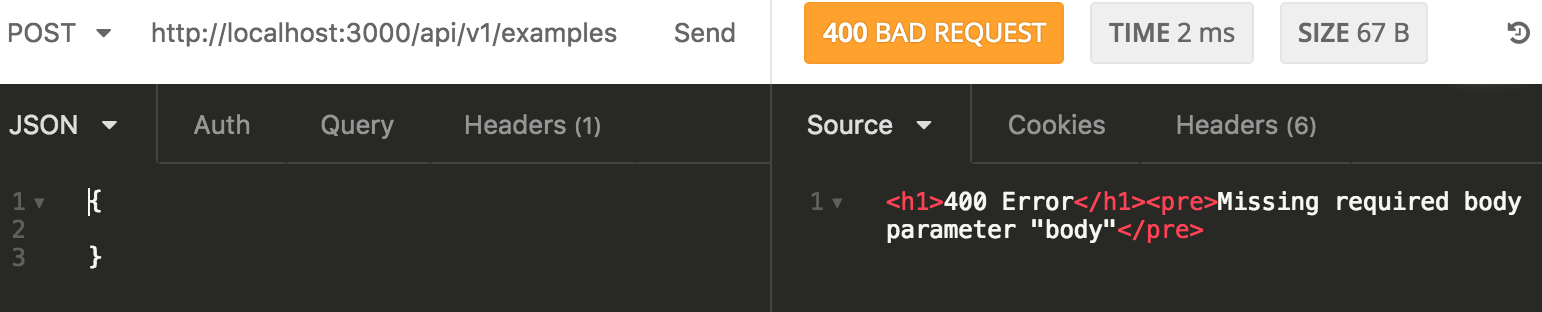 POST http://localhost:3000/api/v1/examples Send 400 BAD REQUEST TIME 2 ms SIZE 67 B
JSON Auth Query Headers (1) Source Cookies Headers (6)
1 {
2
3 }
1 <h1>400 Error</h1><pre>Missing required body
parameter "body"</pre>